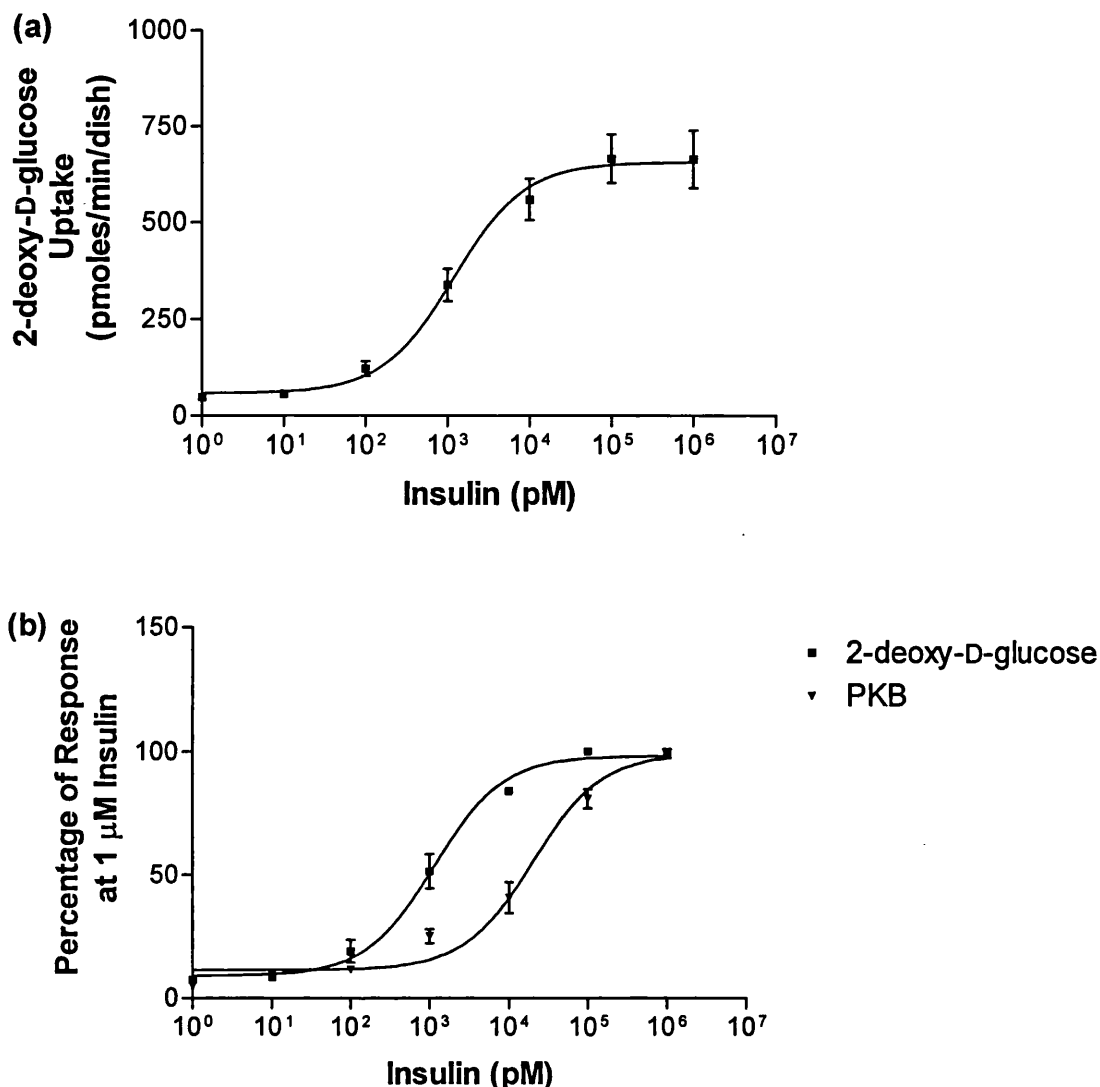 (a)
2-deoxy-D-glucose
Uptake
(pmoles/min/dish)
1000
750
500
250
0
10⁰ 10¹ 10² 10³ 10⁴ 10⁵ 10⁶ 10⁷
Insulin (pM)
(b)
Percentage of Response
at 1 µM Insulin
150
100
50
0
10⁰ 10¹ 10² 10³ 10⁴ 10⁵ 10⁶ 10⁷
Insulin (pM)
2-deoxy-D-glucose
PKB